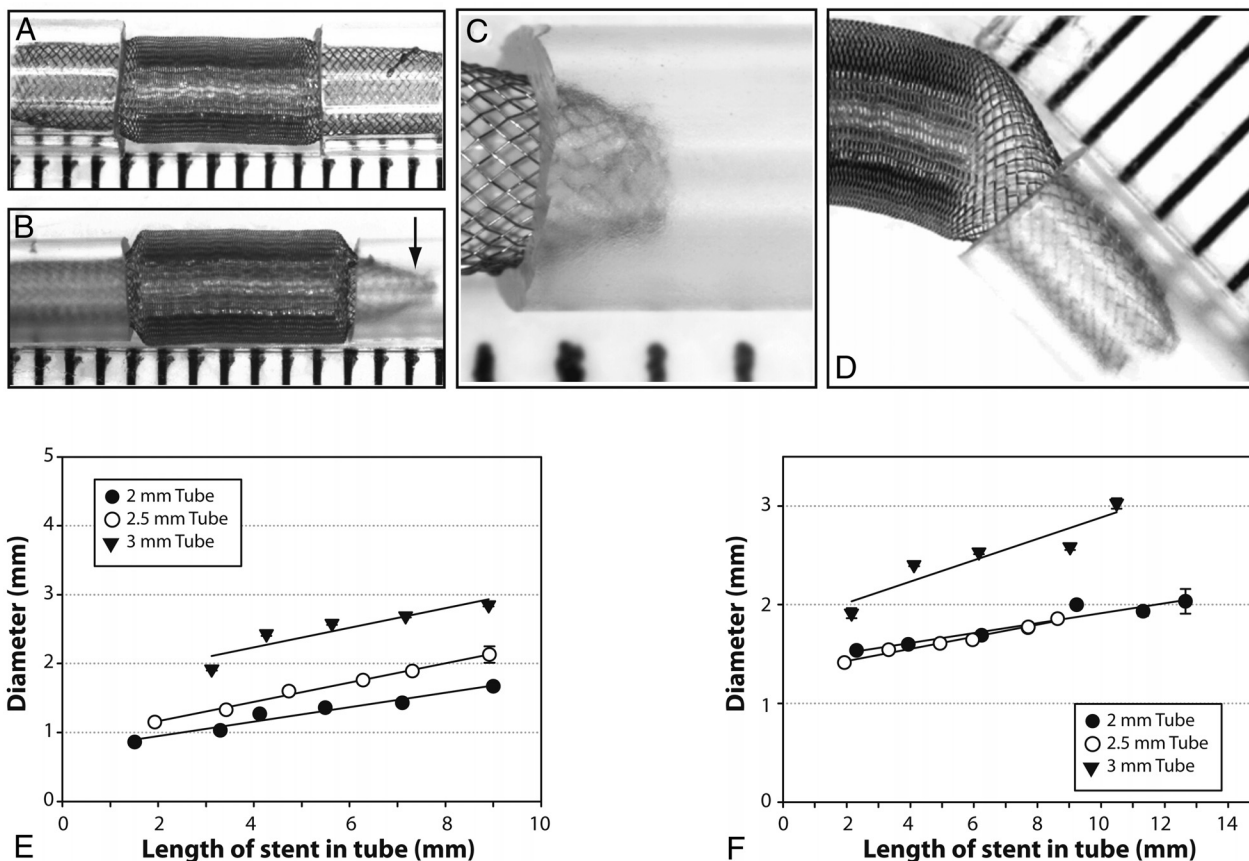 A
B
C
D
5
4
3
2
1
0
Diameter (mm)
2 mm Tube
2.5 mm Tube
3 mm Tube
0 2 4 6 8 10
Length of stent in tube (mm)
E
3
2
1
0
Diameter (mm)
2 mm Tube
2.5 mm Tube
3 mm Tube
0 2 4 6 8 10 12 14
Length of stent in tube (mm)
F